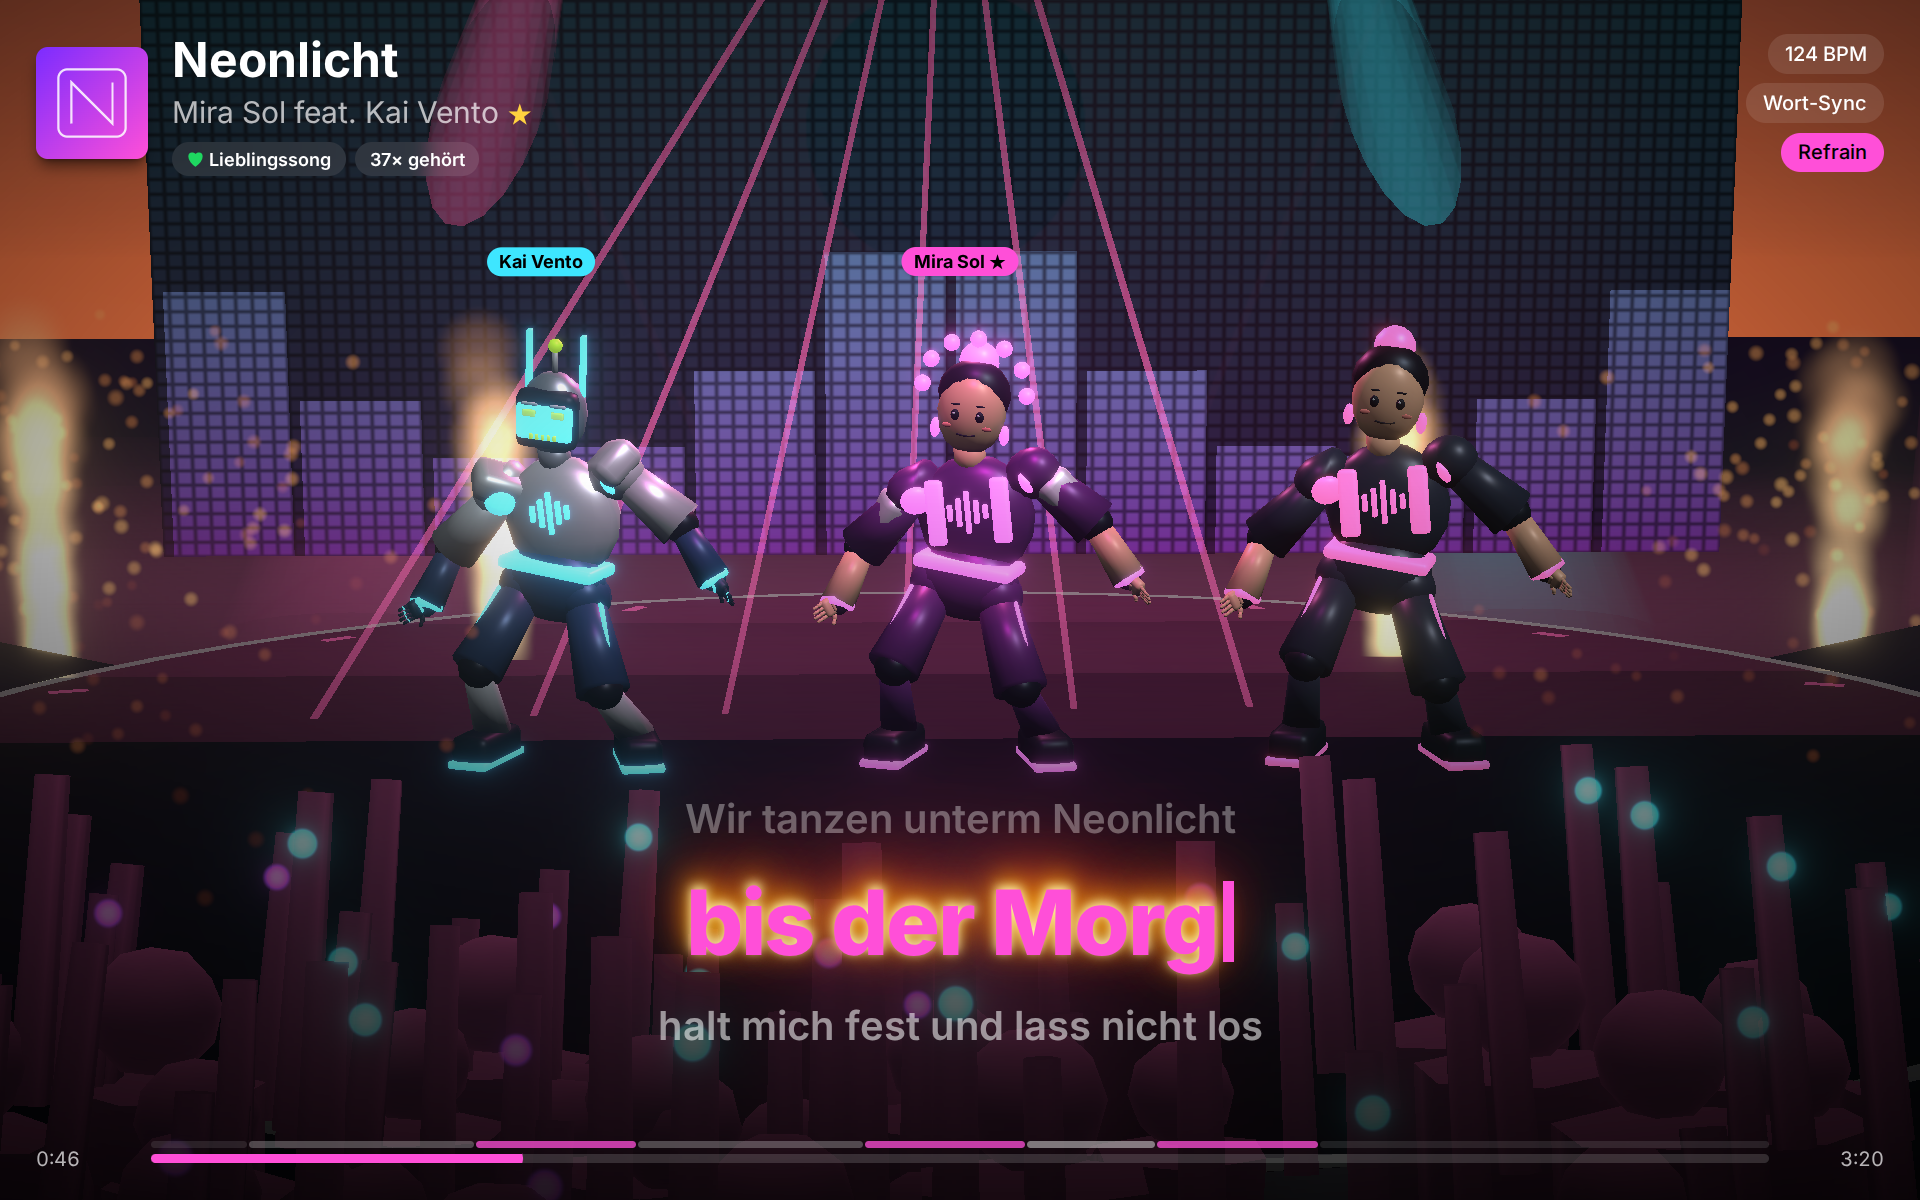 N
Neonlicht
Mira Sol feat. Kai Vento ★
Lieblingssong
37× gehört
124 BPM
Wort-Sync
Refrain
Kai Vento
Mira Sol ★
Wir tanzen unterm Neonlicht
bis der Morg
halt mich fest und lass nicht los
0:46
3:20